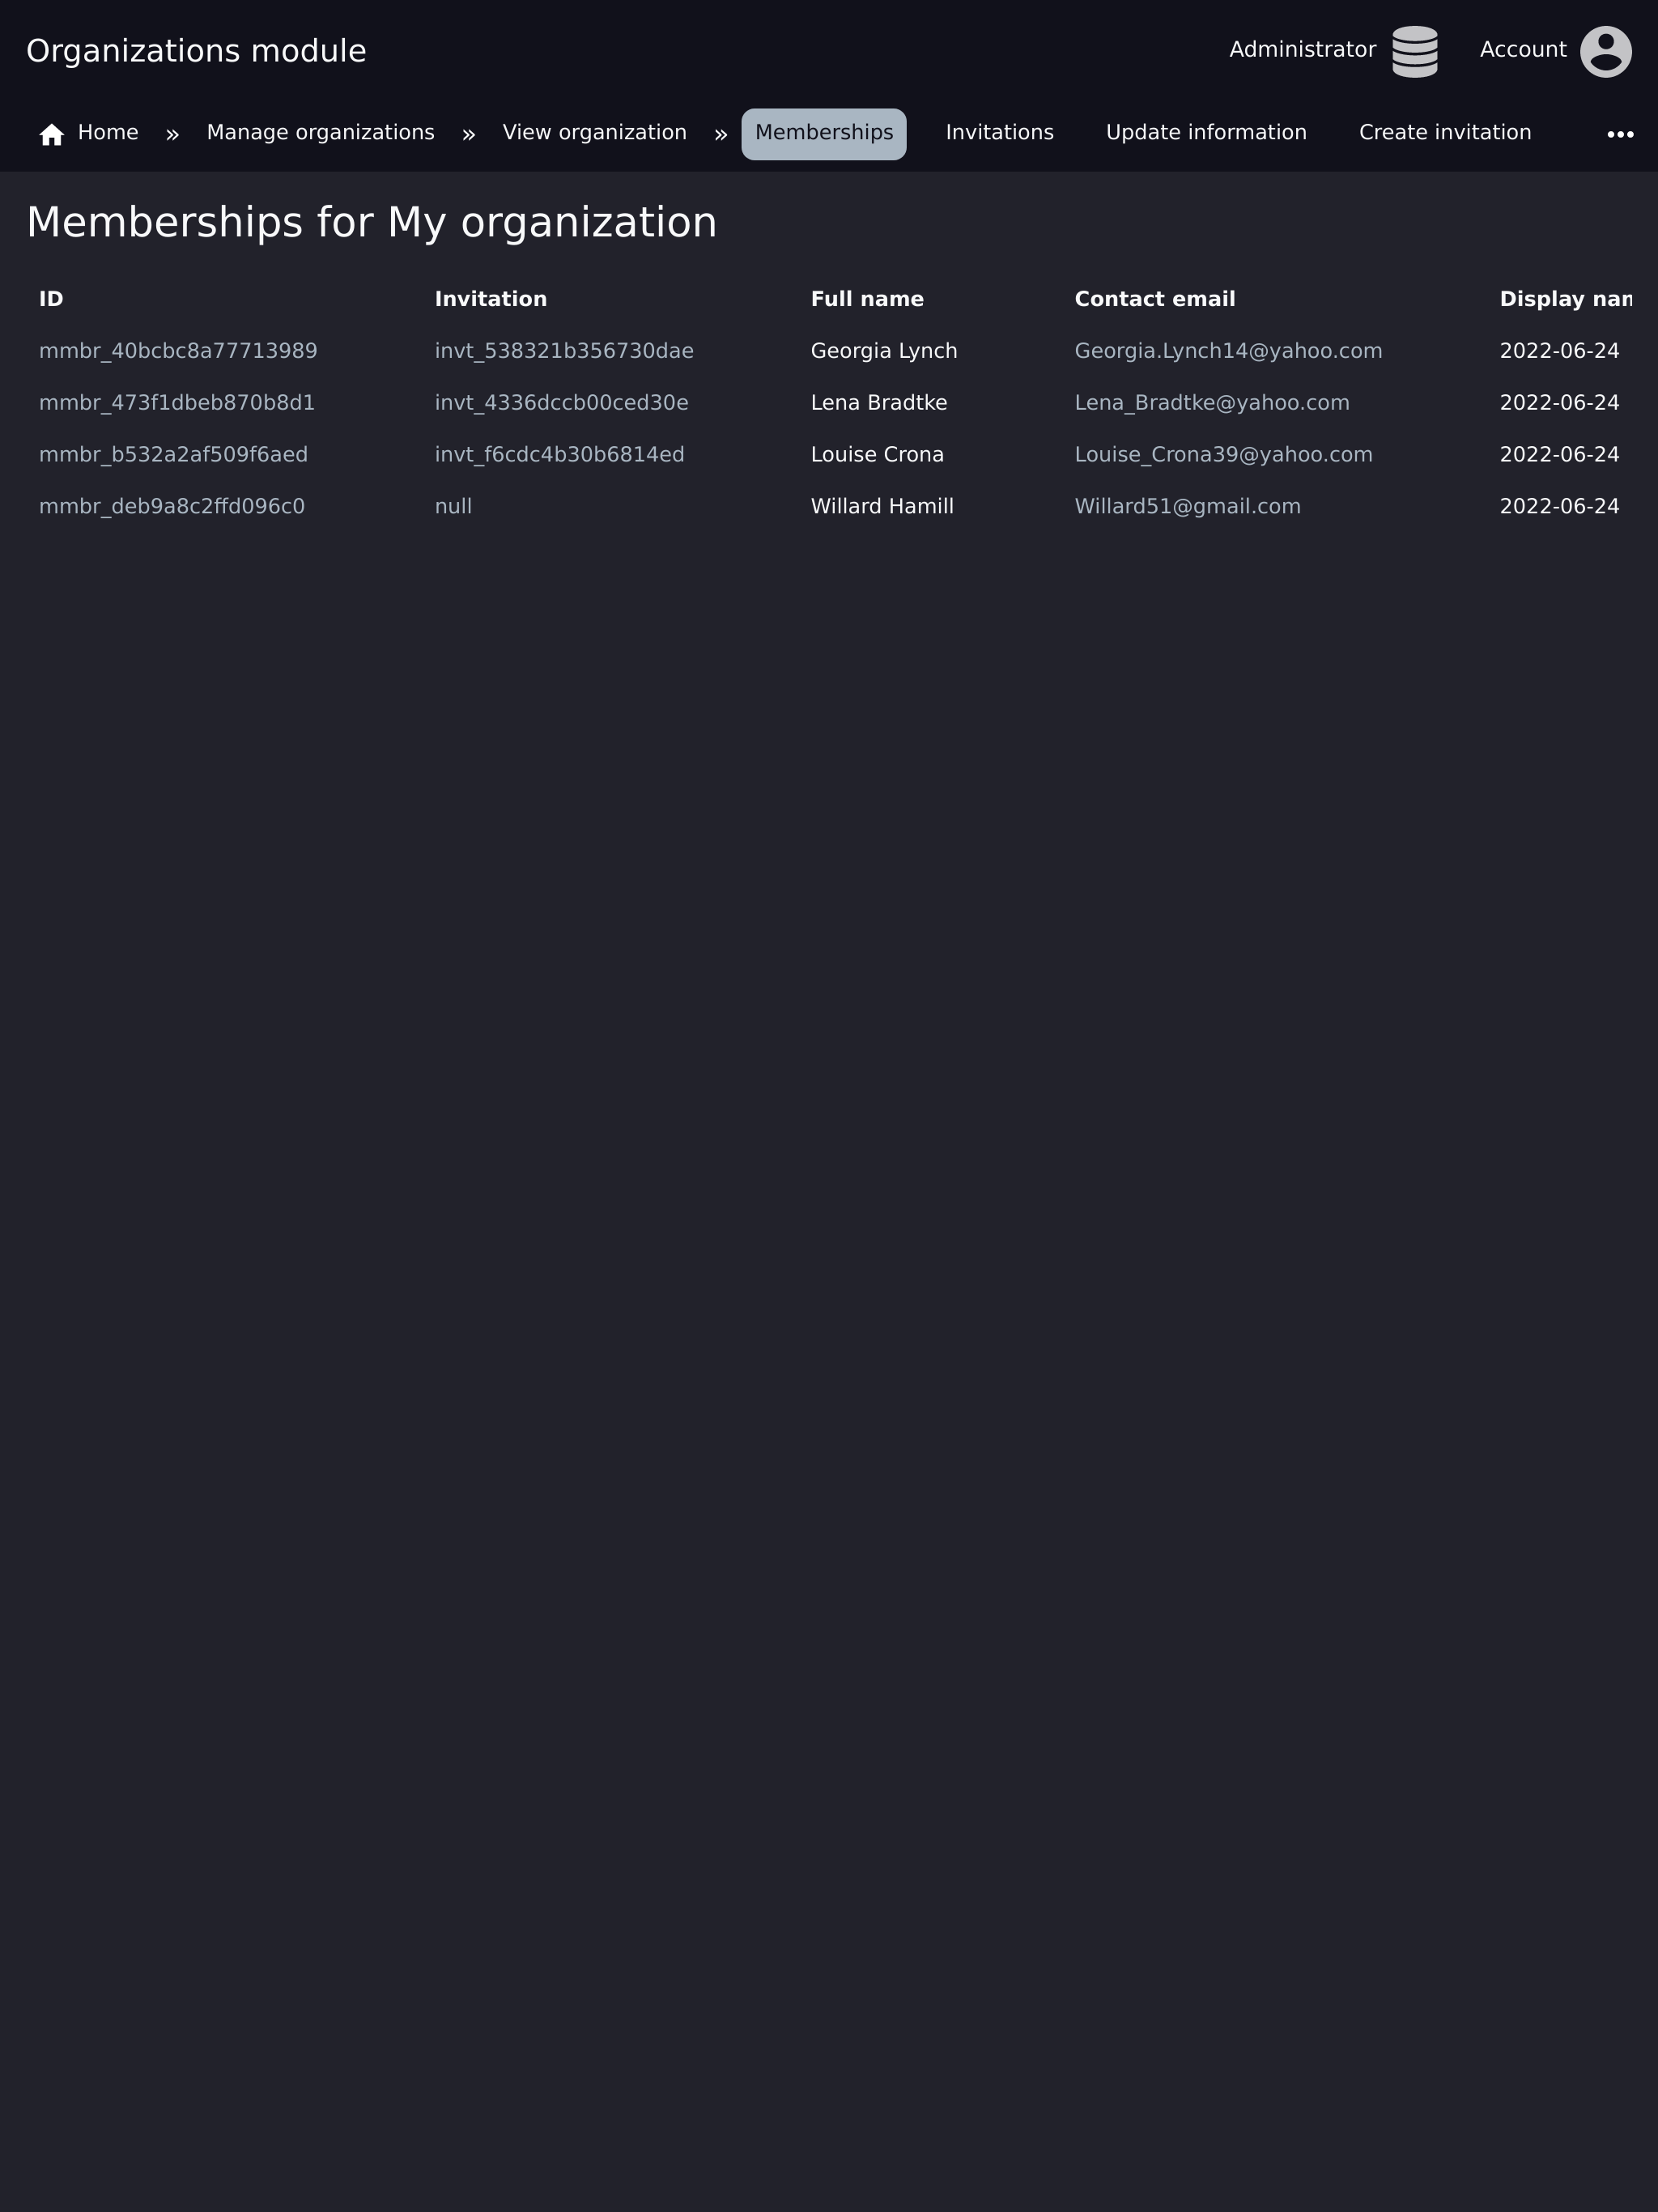 Organizations module Administrator Account
Home » Manage organizations » View organization » Memberships Invitations Update information Create invitation •••
Memberships for My organization
ID Invitation Full name Contact email Display nam
mmbr_40bcbc8a77713989 invt_538321b356730dae Georgia Lynch Georgia.Lynch14@yahoo.com 2022-06-24
mmbr_473f1dbeb870b8d1 invt_4336dccb00ced30e Lena Bradtke Lena_Bradtke@yahoo.com 2022-06-24
mmbr_b532a2af509f6aed invt_f6cdc4b30b6814ed Louise Crona Louise_Crona39@yahoo.com 2022-06-24
mmbr_deb9a8c2ffd096c0 null Willard Hamill Willard51@gmail.com 2022-06-24